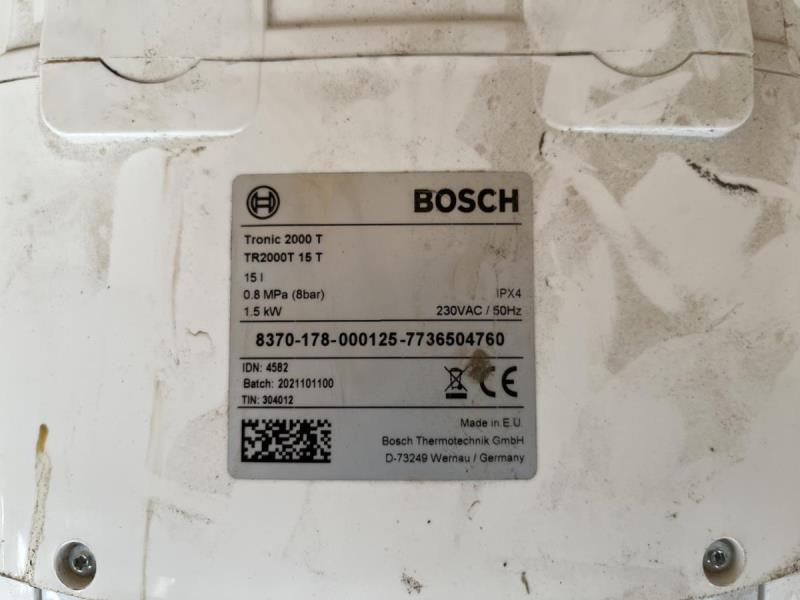 BOSCH
Tronic 2000 T
TR2000T 15 T
15 l
0.8 MPa (8bar) IPX4
1.5 kW 230VAC / 50Hz
8370-178-000125-7736504760
IDN: 4582
Batch: 2021101100
TIN: 304012
CE
Made in E.U.
Bosch Thermotechnik GmbH
D-73249 Wernau / Germany